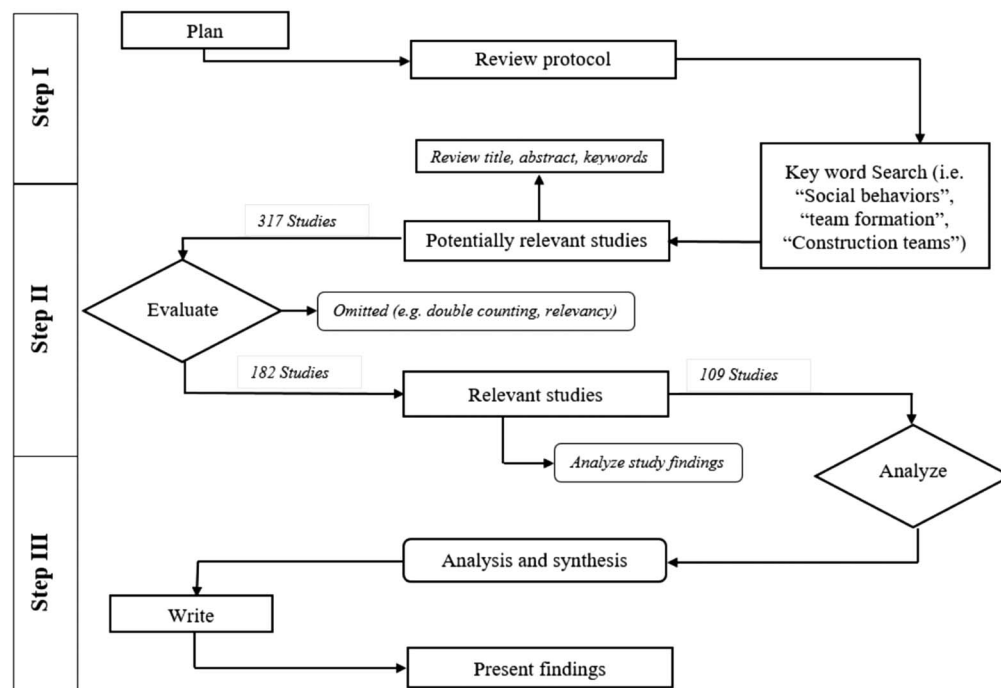 Step I
Plan
Review protocol
Key word Search (i.e.
“Social behaviors”,
“team formation”,
“Construction teams”)
Review title, abstract, keywords
Step II
Potentially relevant studies
317 Studies
Evaluate
Omitted (e.g. double counting, relevancy)
182 Studies
Relevant studies
109 Studies
Analyze study findings
Analyze
Step III
Analysis and synthesis
Write
Present findings